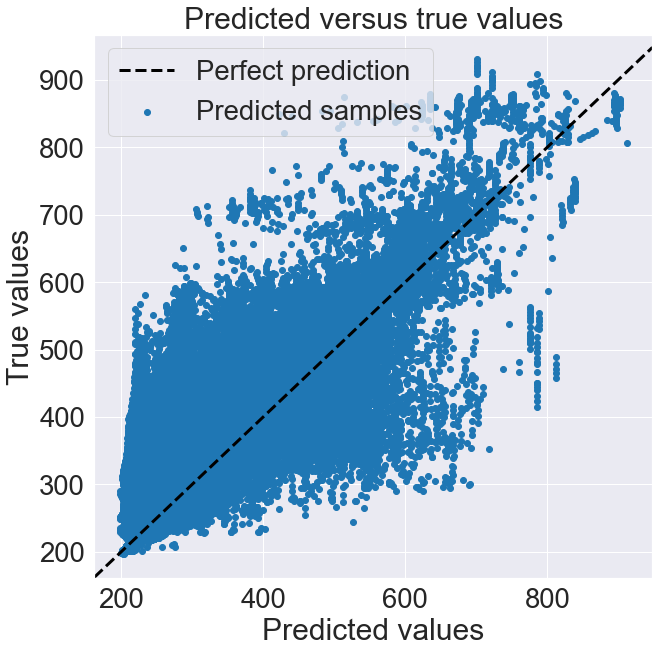 Predicted versus true values
Perfect prediction
Predicted samples
900
800
700
600
500
400
300
200
True values
200
400
600
800
Predicted values